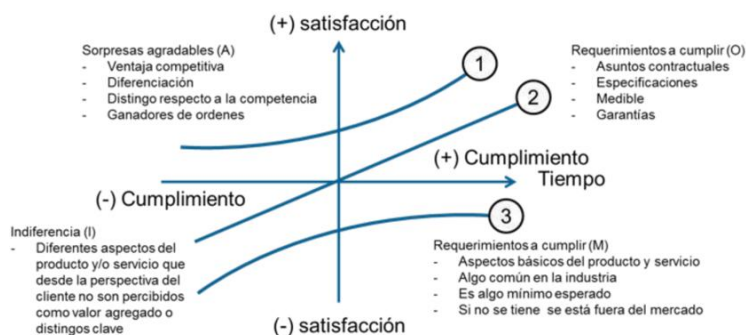 (+) satisfacción
Sorpresas agradables (A)
- Ventaja competitiva
- Diferenciación
- Distingo respecto a la competencia
- Ganadores de ordenes
1
Requerimientos a cumplir (O)
- Asuntos contractuales
- Especificaciones
- Medible
- Garantías
2
(+) Cumplimiento
Tiempo
(-) Cumplimiento
3
Indiferencia (I)
- Diferentes aspectos del
producto y/o servicio que
desde la perspectiva del
cliente no son percibidos
como valor agregado o
distingos clave
Requerimientos a cumplir (M)
- Aspectos básicos del producto y servicio
- Algo común en la industria
- Es algo mínimo esperado
- Si no se tiene se está fuera del mercado
(-) satisfacción